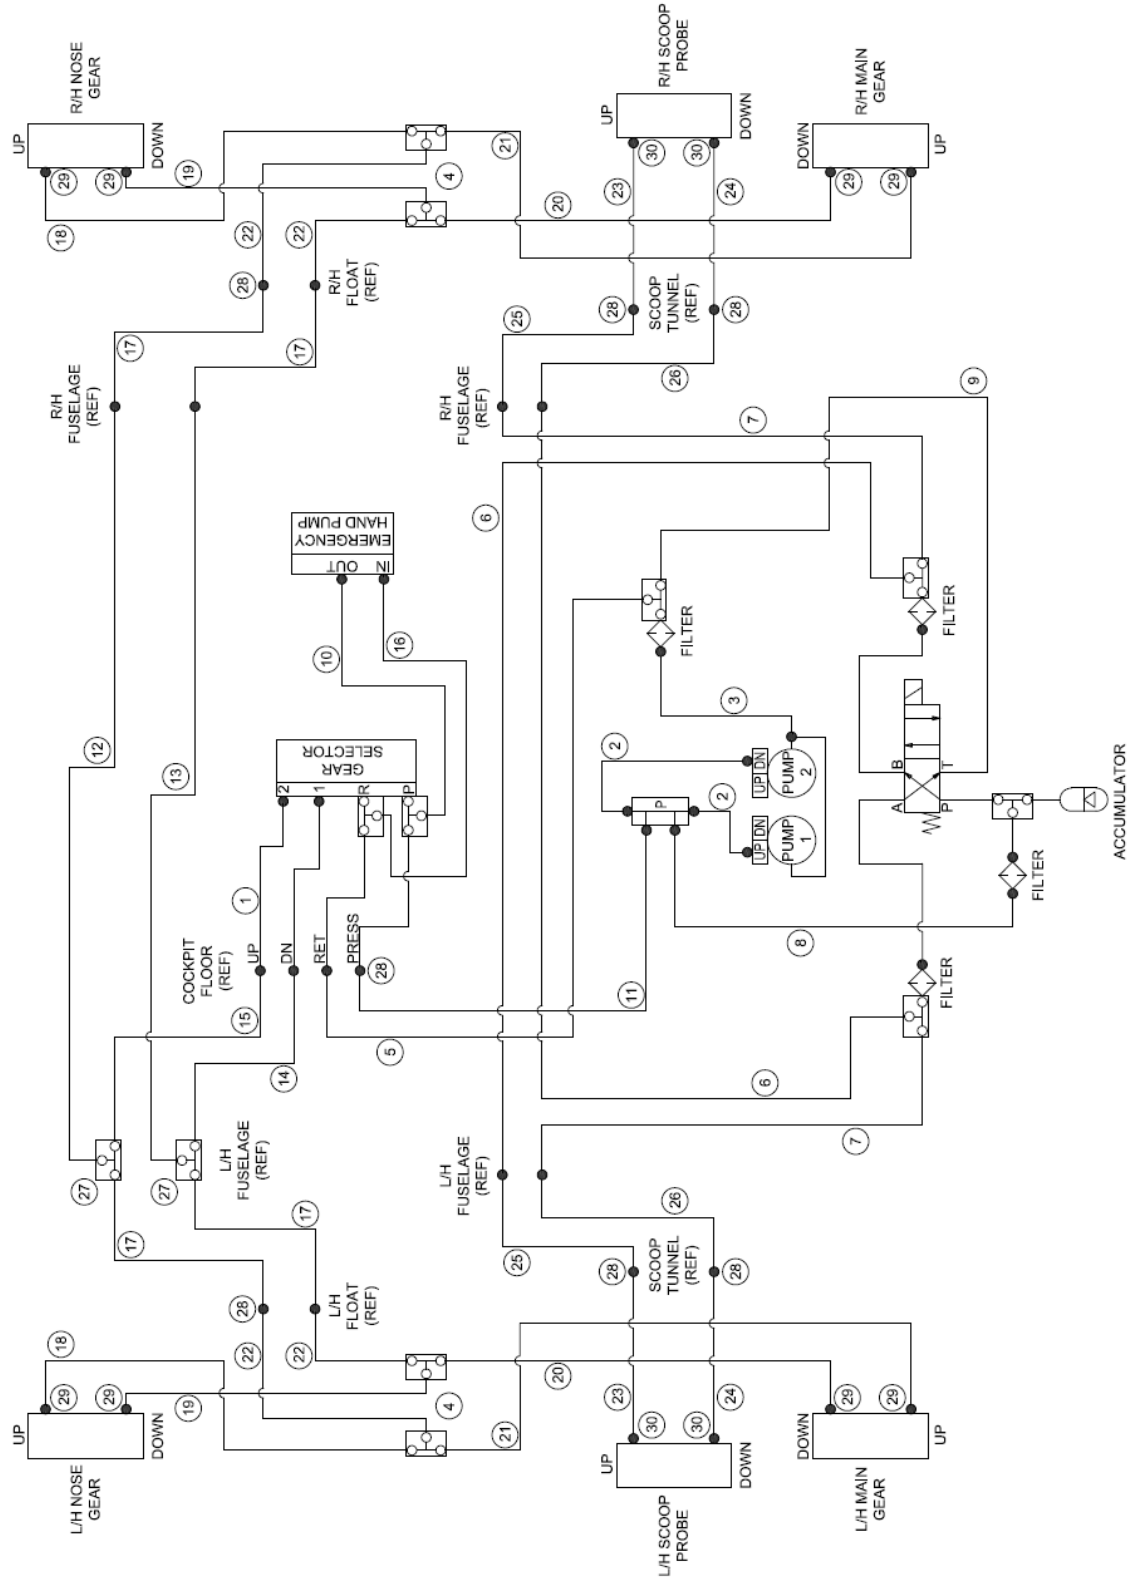 R/H NOSE
GEAR
UP
DOWN
29
29
18
19
22
22
28
R/H
FLOAT
(REF)
17
17
R/H
FUSELAGE
(REF)
4
21
20
R/H SCOOP
PROBE
UP
DOWN
30
30
23
24
28
28
SCOOP
TUNNEL
(REF)
25
26
R/H
FUSELAGE
(REF)
R/H MAIN
GEAR
DOWN
UP
29
29
9
7
6
12
13
EMERGENCY
HAND PUMP
OUT
IN
10
16
GEAR
SELECTOR
2
1
R
P
1
COCKPIT
FLOOR
(REF)
UP
DN
RET
PRESS
28
15
14
5
11
FILTER
3
2
2
P
UP
DN
PUMP
2
UP
DN
PUMP
1
8
FILTER
A
B
P
T
FILTER
FILTER
ACCUMULATOR
6
7
27
27
L/H
FUSELAGE
(REF)
17
17
28
L/H
FLOAT
(REF)
22
22
L/H
FUSELAGE
(REF)
25
26
28
28
SCOOP
TUNNEL
(REF)
18
19
29
29
UP
DOWN
L/H NOSE
GEAR
4
21
20
23
24
30
30
UP
DOWN
L/H SCOOP
PROBE
29
29
DOWN
UP
L/H MAIN
GEAR